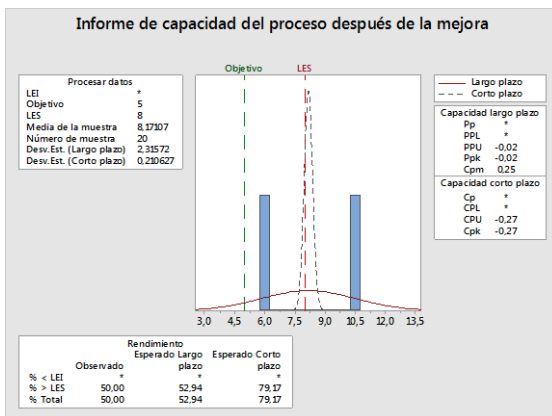 Informe de capacidad del proceso después de la mejora
Objetivo LES
Procesar datos
LEI *
Objetivo 5
LES 8
Media de la muestra 8,17107
Número de muestra 20
Desv.Est. (Largo plazo) 2,31572
Desv.Est. (Corto plazo) 0,210627
Largo plazo
Corto plazo
Capacidad largo plazo
Pp *
PPL *
PPU -0,02
Ppk -0,02
Cpm 0,25
Capacidad corto plazo
Cp *
CPL *
CPU -0,27
Cpk -0,27
3,0 4,5 6,0 7,5 9,0 10,5 12,0 13,5
Rendimiento
Esperado Largo Esperado Corto
Observado plazo plazo
% < LEI * * *
% > LES 50,00 52,94 79,17
% Total 50,00 52,94 79,17